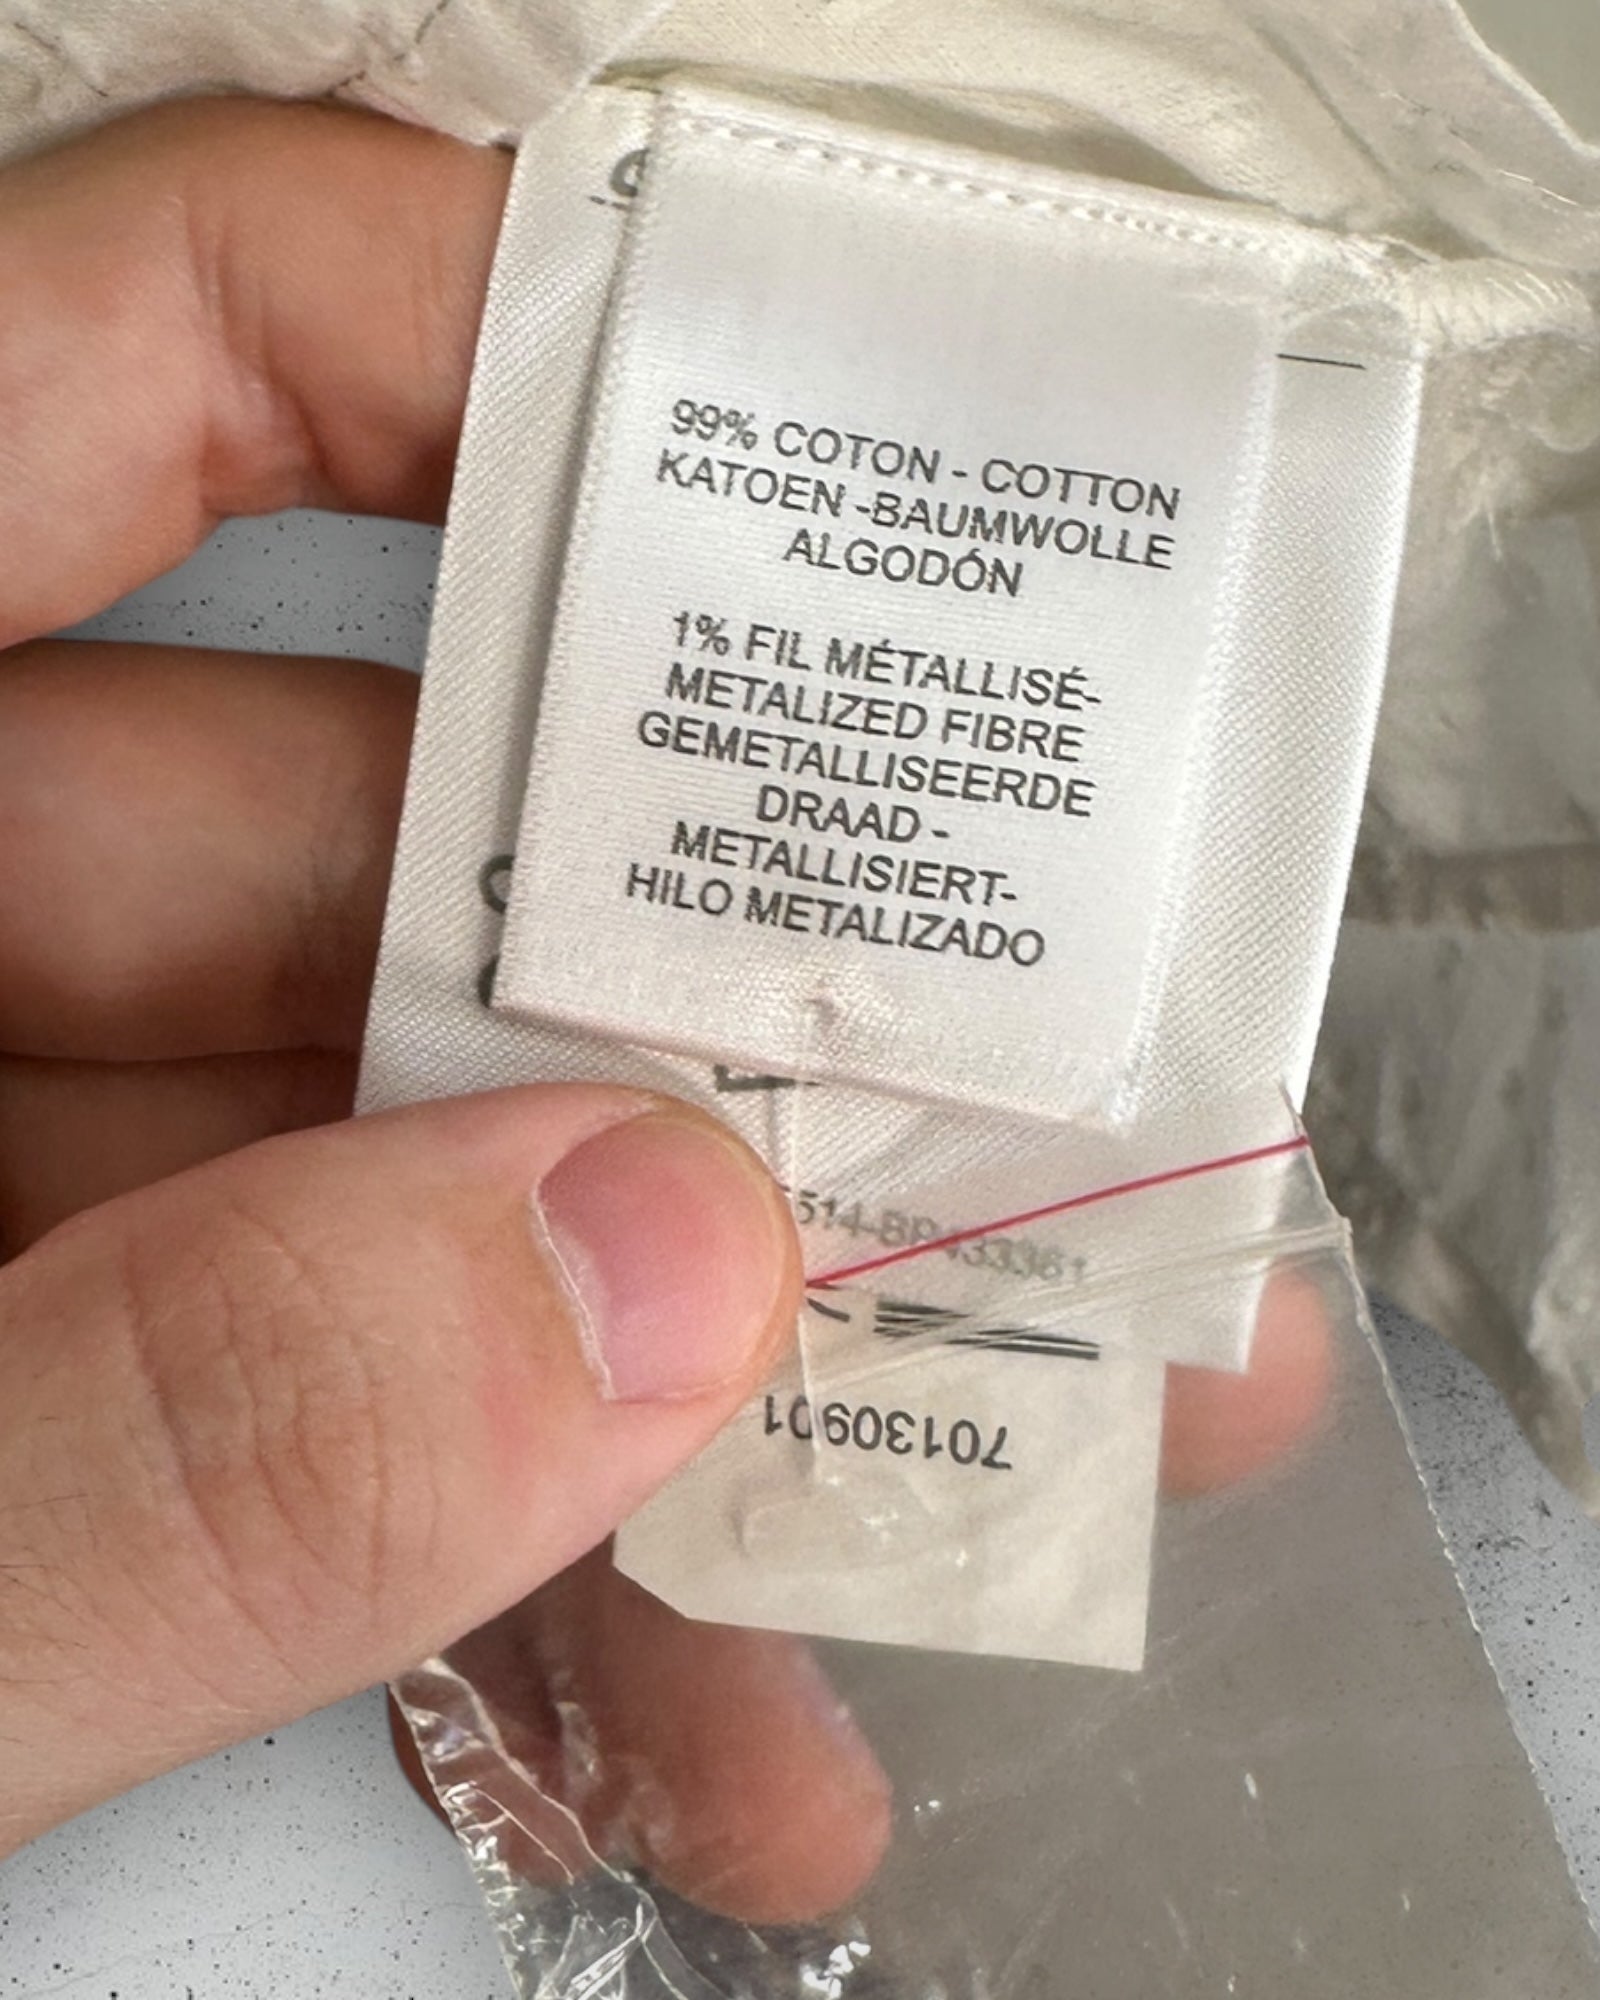 99% COTON - COTTON
KATOEN -BAUMWOLLE
ALGODÓN
1% FIL MÉTALLISÉ-
METALIZED FIBRE
GEMETALLISEERDE
DRAAD -
METALLISIERT-
HILO METALIZADO
70130901